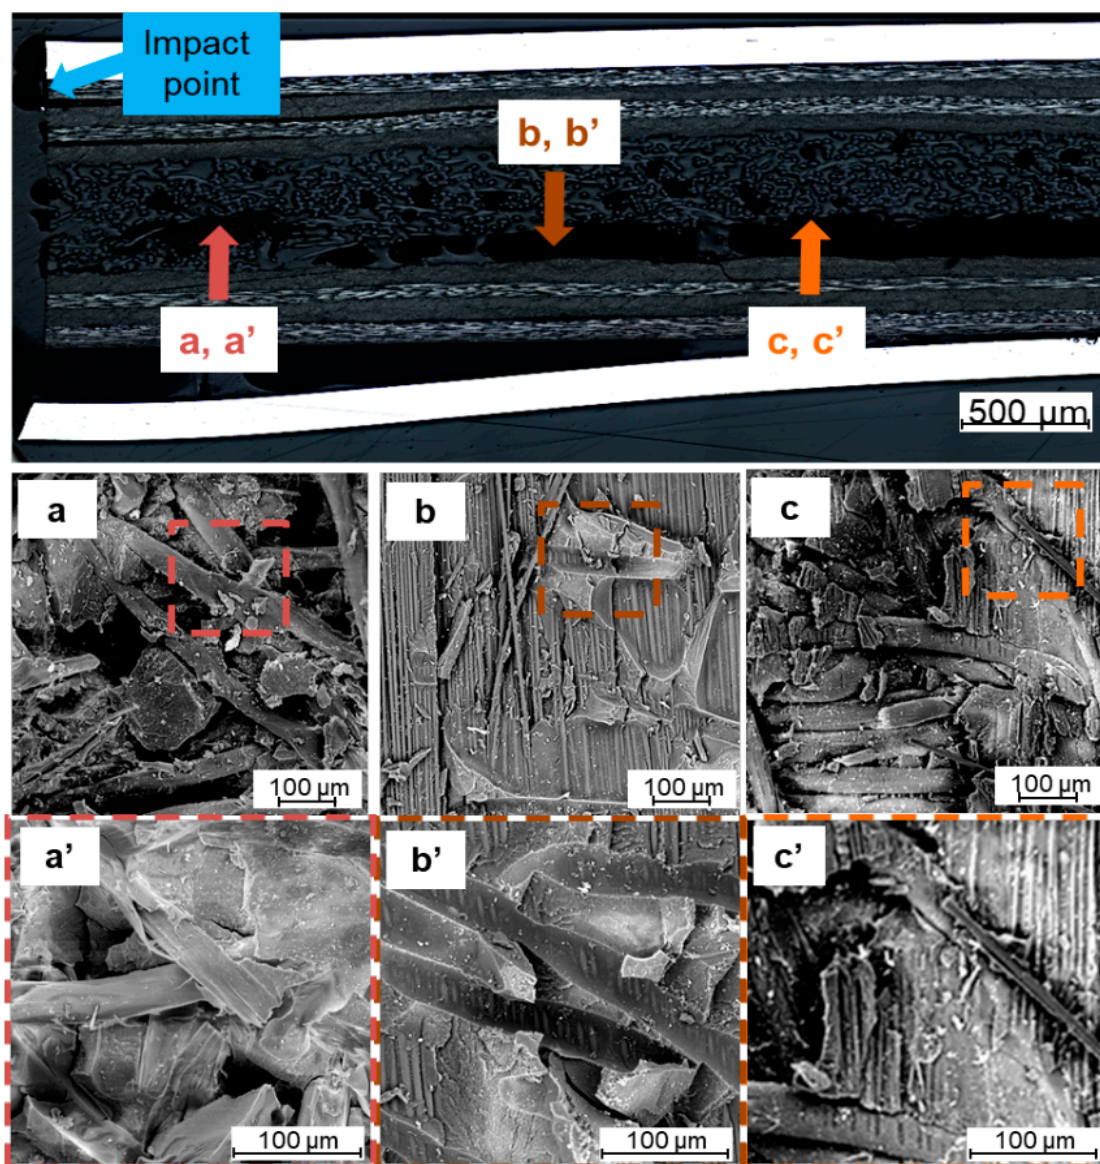 Impact
point
b, b’
a, a’
c, c’
500 µm
a
b
c
100 µm
100 µm
100 µm
a’
b’
c’
100 µm
100 µm
100 µm